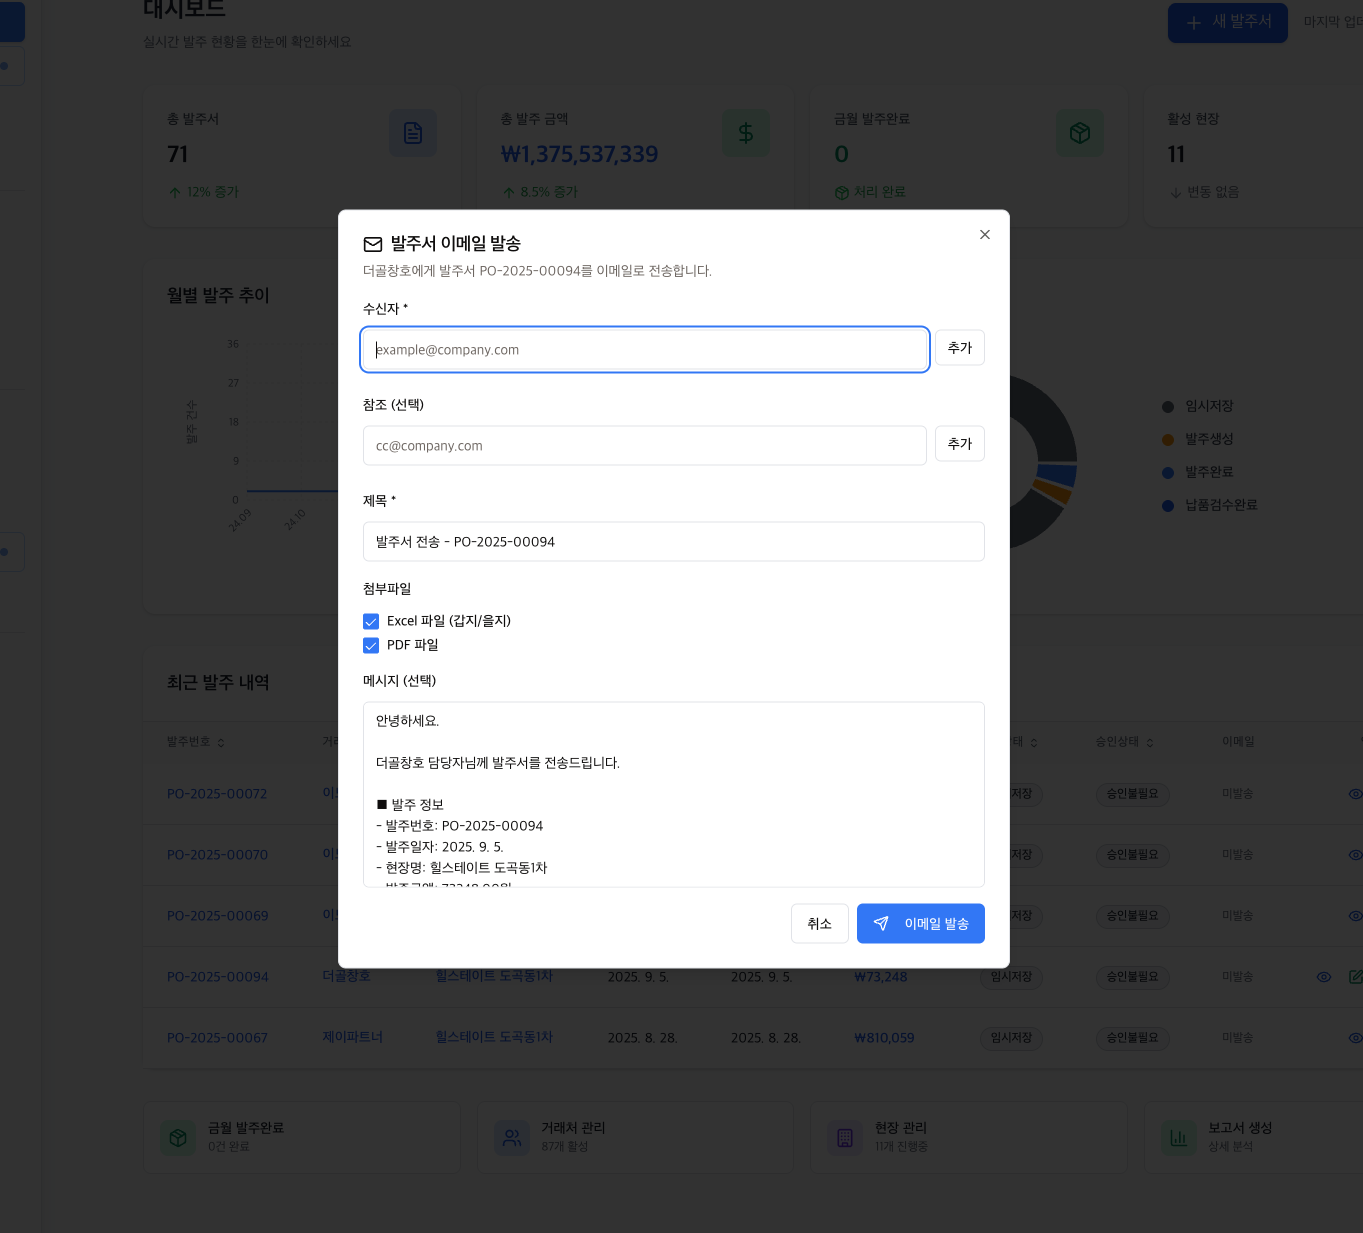 대시보드
실시간 발주 현황을 한눈에 확인하세요
새 발주서
마지막
총 발주서
71
12% 증가
총 발주 금액
₩1,375,537,339
8.5% 증가
금월 발주완료
0
처리 완료
활성 현장
11
변동 없음
발주서 이메일 발송
더골창호에게 발주서 PO-2025-00094를 이메일로 전송합니다.
수신자 *
example@company.com
추가
참조 (선택)
cc@company.com
추가
제목 *
발주서 전송 - PO-2025-00094
첨부파일
Excel 파일 (갑지/을지)
PDF 파일
메시지 (선택)
안녕하세요.
더골창호 담당자님께 발주서를 전송드립니다.
■ 발주 정보
- 발주번호: PO-2025-00094
- 발주일자: 2025. 9. 5.
- 현장명: 힐스테이트 도곡동1차
취소
이메일 발송
월별 발주 추이
36
27
18
9
0
발주 건수
24.09
24.10
임시저장
발주생성
발주완료
납품검수완료
최근 발주 내역
발주번호
승인상태
이메일
PO-2025-00072
승인불필요
미발송
PO-2025-00070
승인불필요
미발송
PO-2025-00069
승인불필요
미발송
PO-2025-00094 더골창호 힐스테이트 도곡동1차 2025. 9. 5. 2025. 9. 5. ₩73,248 임시저장 승인불필요 미발송
PO-2025-00067 제이파트너 힐스테이트 도곡동1차 2025. 8. 28. 2025. 8. 28. ₩810,059 임시저장 승인불필요 미발송
금월 발주완료
0건 완료
거래처 관리
87개 활성
현장 관리
11개 진행중
보고서 생성
상세 분석